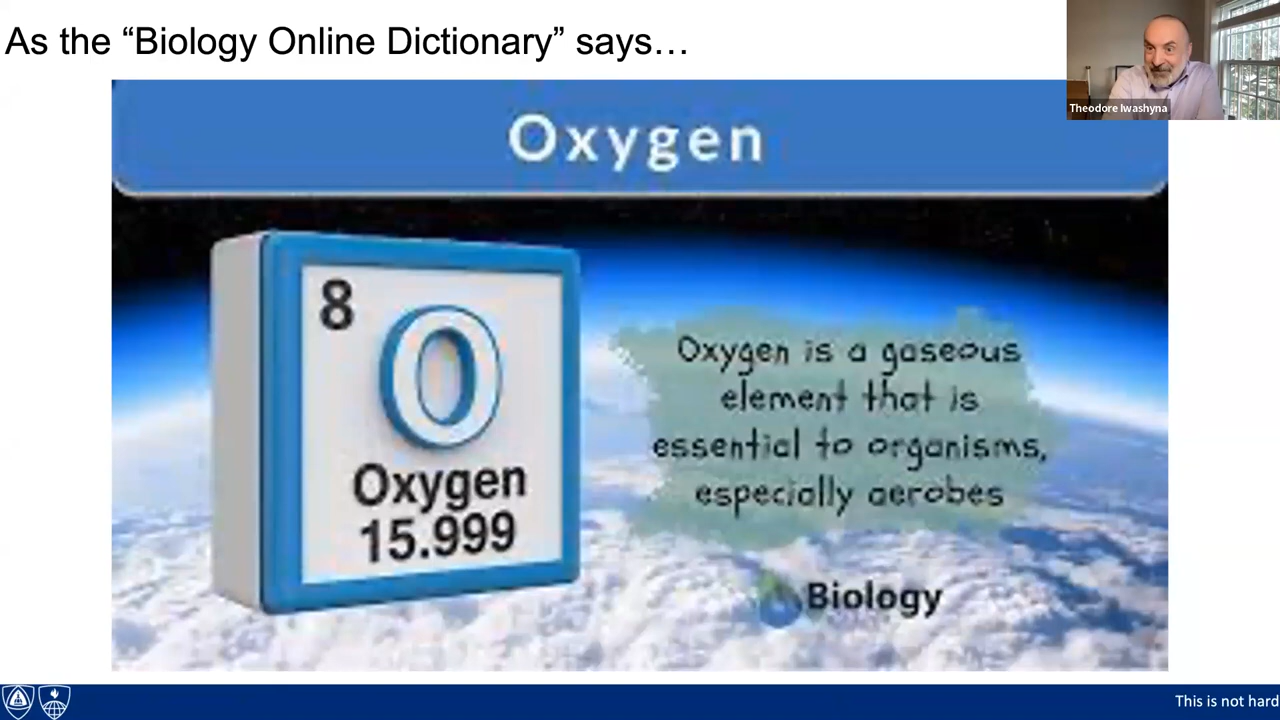 As the “Biology Online Dictionary” says…
Theodore Iwashyna
Oxygen
8
O
Oxygen
15.999
Oxygen is a gaseous
element that is
essential to organisms,
especially aerobes
Biology
This is not hard